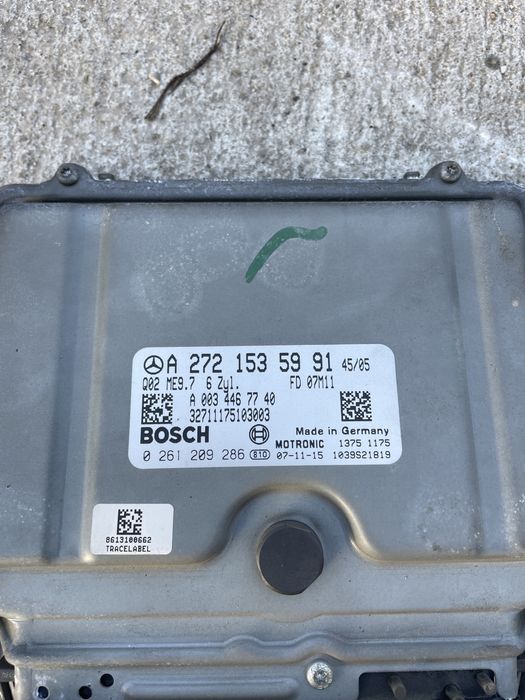 A 272 153 59 91 45/05
Q02 ME9.7 6 Zyl. FD 07M11
A 003 446 77 40
32711175103003
BOSCH Made in Germany
MOTRONIC 1375 1175
0 261 209 286 810 07-11-15 1039S21819
8613100662
TRACELABEL